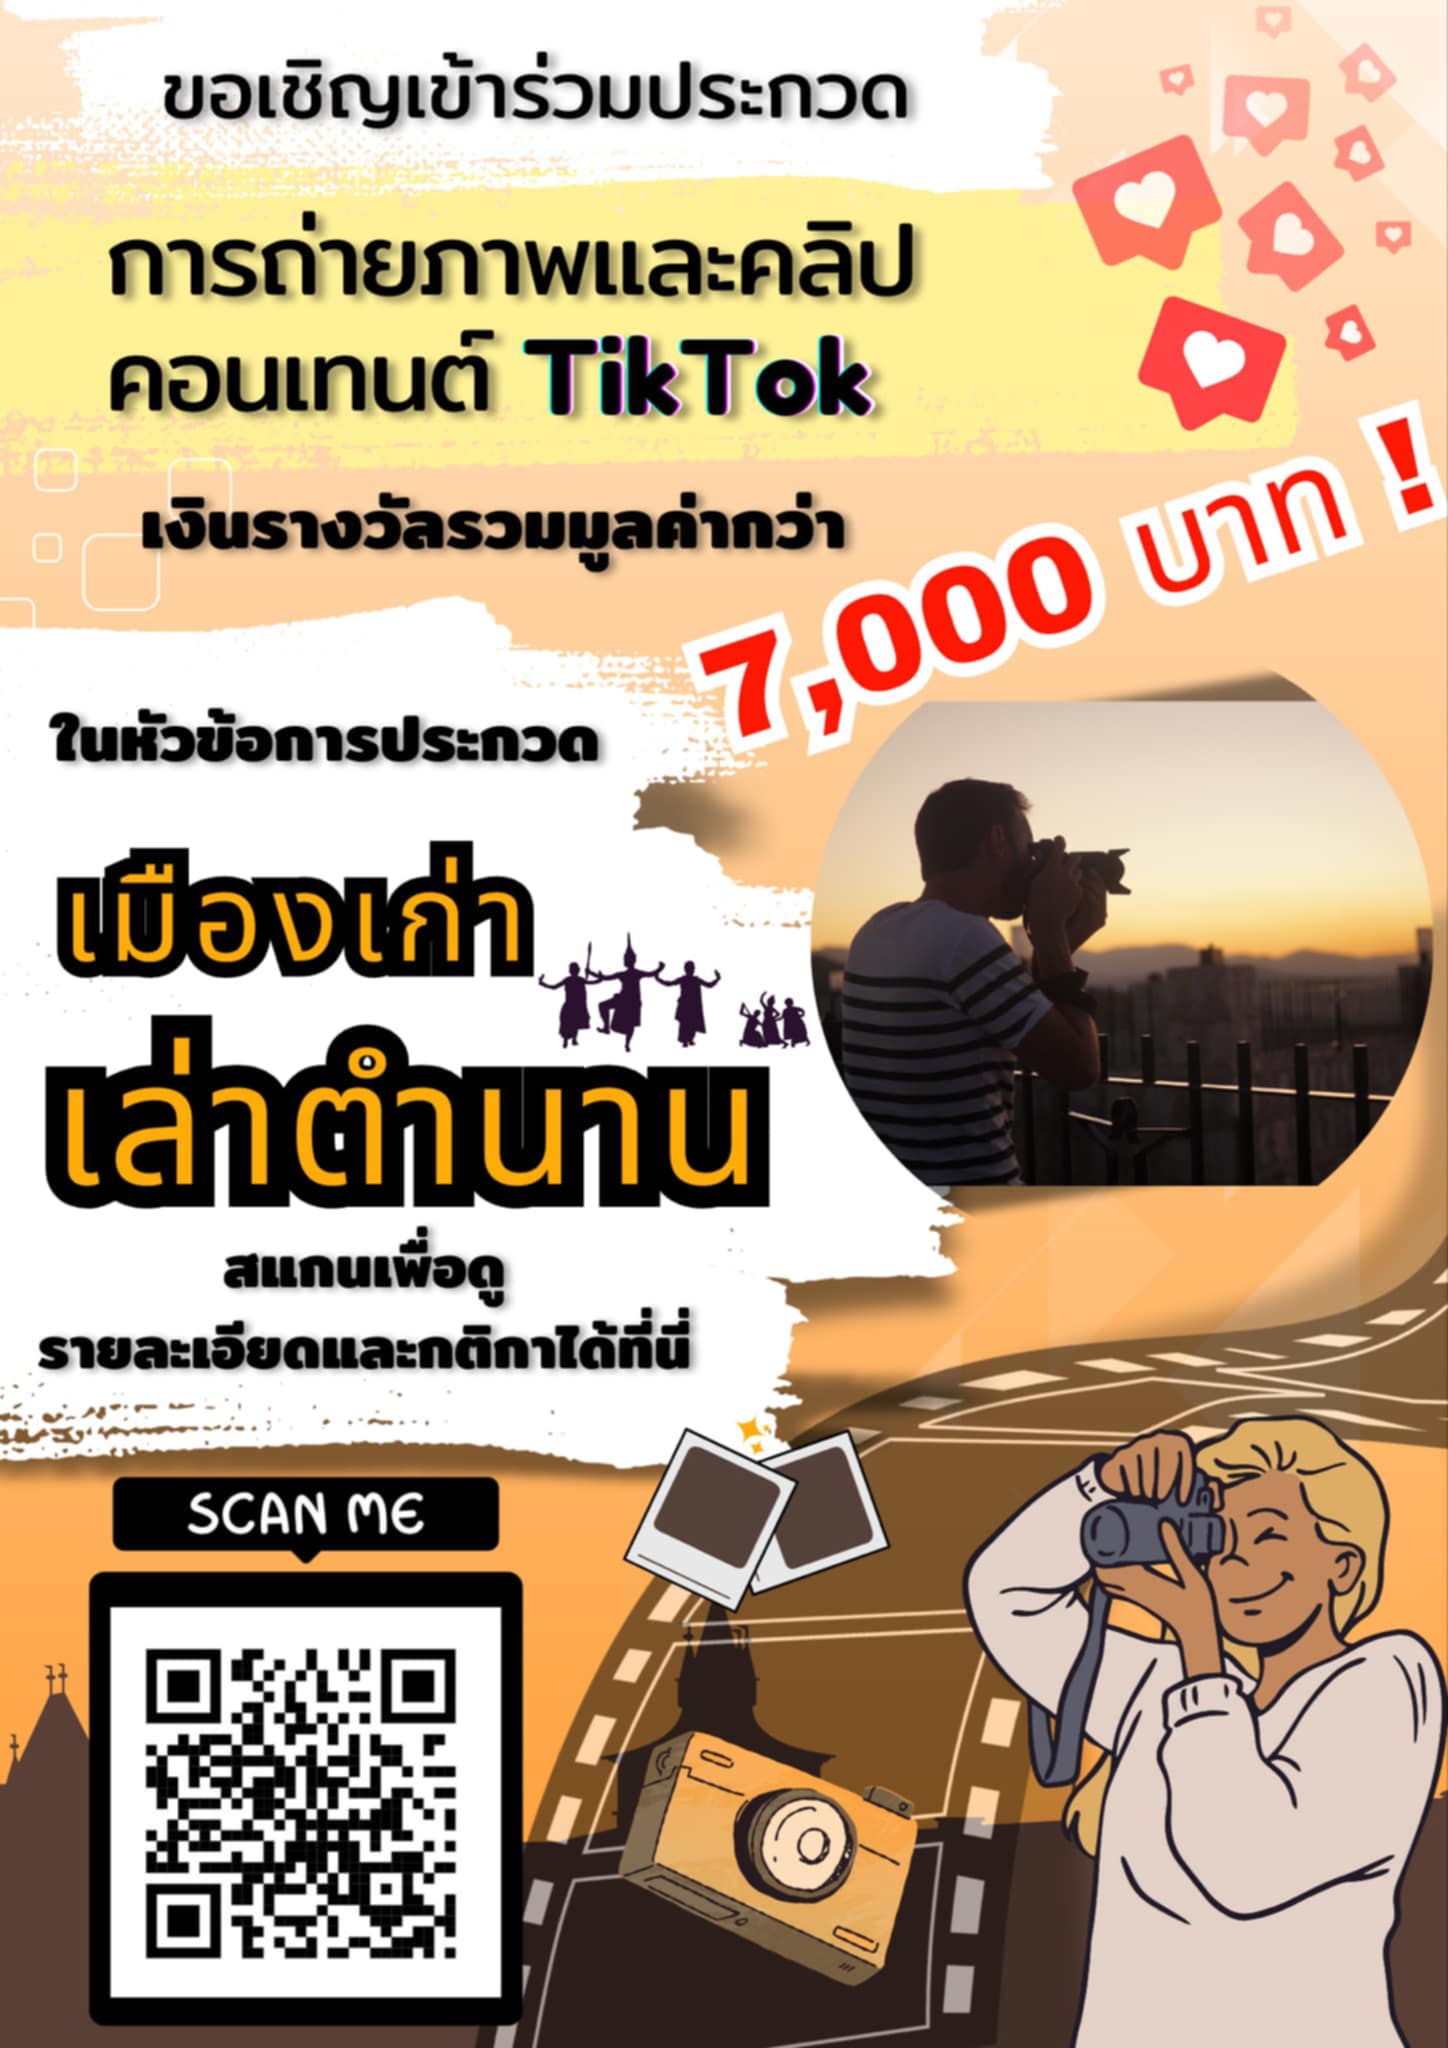 ขอเชิญเข้าร่วมประกวด
การถ่ายภาพและคลิป
คอนเทนต์ TikTok
เงินรางวัลรวมมูลค่ากว่า
7,000 บาท !
ในหัวข้อการประกวด
เมืองเก่า
เล่าตำนาน
สแกนเพื่อดู
รายละเอียดและกติกาได้ที่นี่
SCAN ME